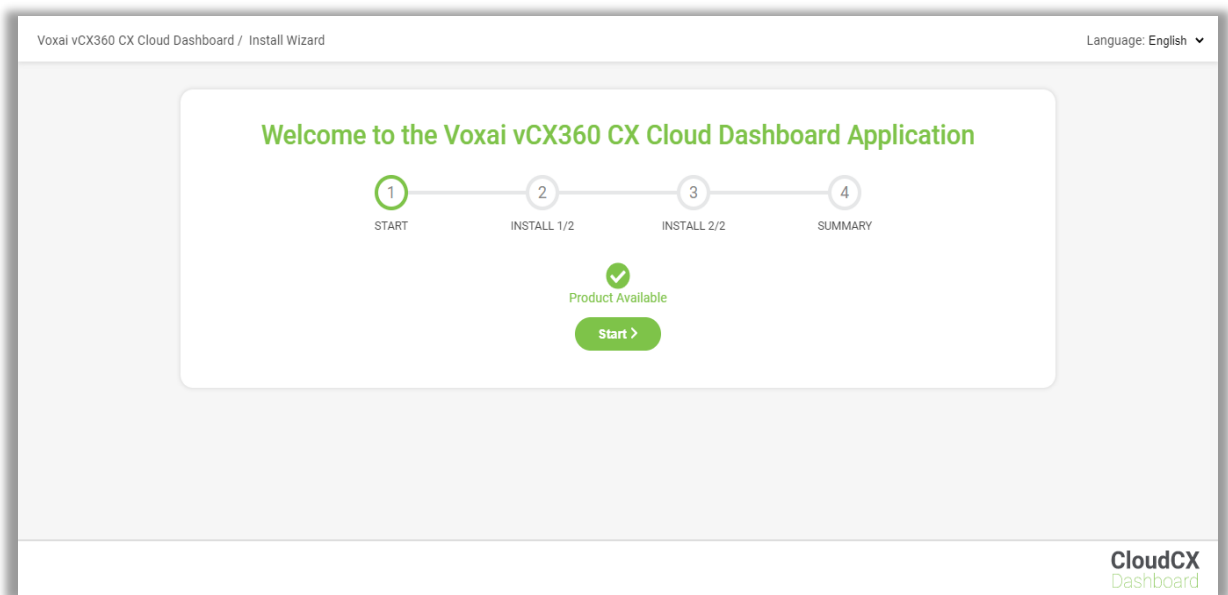 Voxai vCX360 CX Cloud Dashboard / Install Wizard
Language: English
Welcome to the Voxai vCX360 CX Cloud Dashboard Application
1 2 3 4
START INSTALL 1/2 INSTALL 2/2 SUMMARY
Product Available
Start
CloudCX
Dashboard